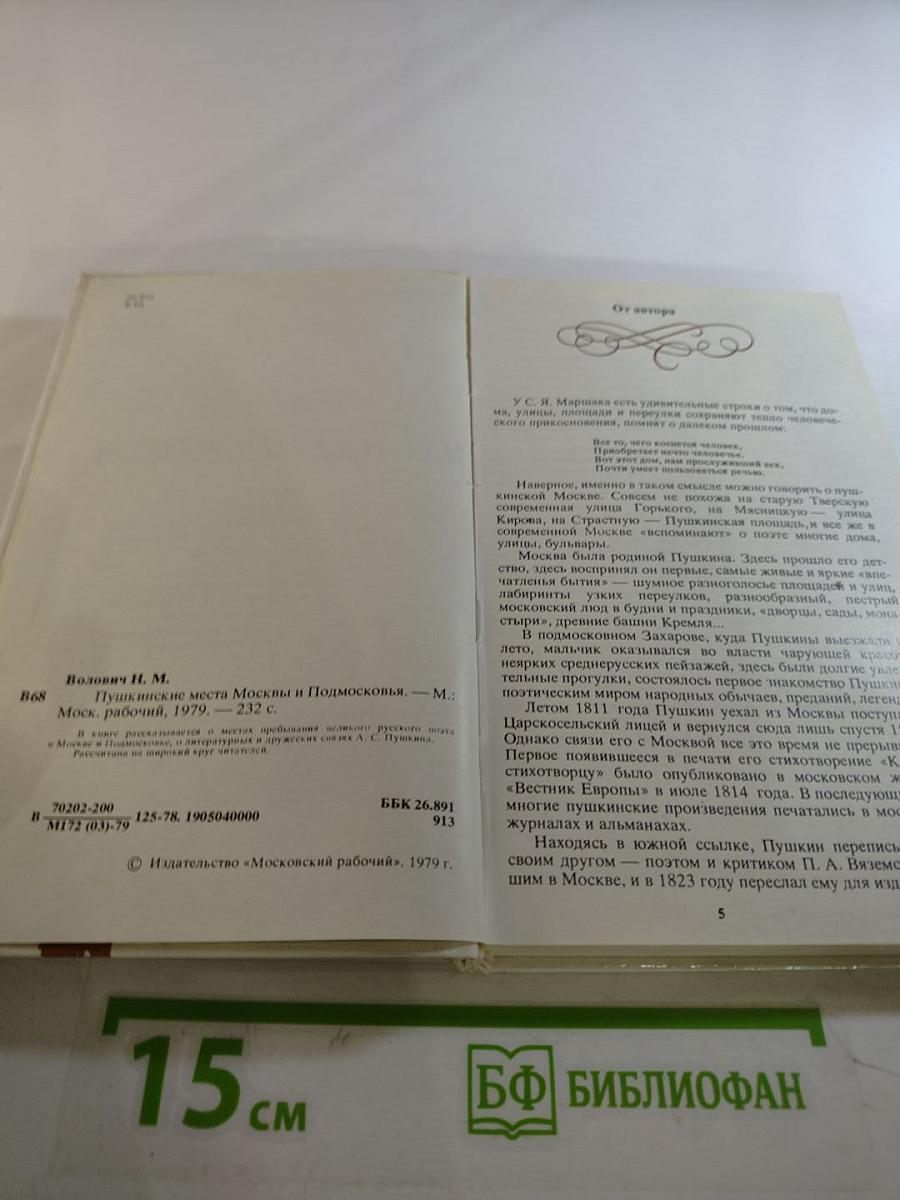 26.891
В 68
Волович Н. М.
В68 Пушкинские места Москвы и Подмосковья. — М.:
Моск. рабочий, 1979. — 232 с.
В книге рассказывается о местах пребывания великого русского поэта
в Москве и Подмосковье, о литературных и дружеских связях А. С. Пушкина.
Рассчитана на широкий круг читателей.
В 70202-200
М172 (03)-79 125-78. 1905040000
ББК 26.891
913
© Издательство «Московский рабочий». 1979 г.
От автора
У С. Я. Маршака есть удивительные строки о том, что до-
ма, улицы, площади и переулки сохраняют тепло человече-
ского прикосновения, помнят о далеком прошлом:
Все то, чего коснется человек,
Приобретает нечто человечье.
Вот этот дом, нам прослуживший век,
Почти умеет пользоваться речью.
Наверное, именно в таком смысле можно говорить о пуш-
кинской Москве. Совсем не похожа на старую Тверскую
современная улица Горького, на Мясницкую — улица
Кирова, на Страстную — Пушкинская площадь, и все же в
современной Москве «вспоминают» о поэте многие дома,
улицы, бульвары.
Москва была родиной Пушкина. Здесь прошло его дет-
ство, здесь воспринял он первые, самые живые и яркие «впе-
чатленья бытия» — шумное разноголосье площадей и улиц,
лабиринты узких переулков, разнообразный, пестрый
московский люд в будни и праздники, «дворцы, сады, мона-
стыри», древние башни Кремля...
В подмосковном Захарове, куда Пушкины выезжали
лето, мальчик оказывался во власти чарующей красо
неярких среднерусских пейзажей, здесь были долгие увле
тельные прогулки, состоялось первое знакомство Пушки
поэтическим миром народных обычаев, преданий, леген
Летом 1811 года Пушкин уехал из Москвы поступа
Царскосельский лицей и вернулся сюда лишь спустя 1
Однако связи его с Москвой все это время не прерыв
Первое появившееся в печати его стихотворение «К
стихотворцу» было опубликовано в московском ж
«Вестник Европы» в июле 1814 года. В последующ
многие пушкинские произведения печатались в мос
журналах и альманахах.
Находясь в южной ссылке, Пушкин перепис
своим другом — поэтом и критиком П. А. Вяземс
шим в Москве, и в 1823 году переслал ему для изд
5
15 см
БФ БИБЛИОФАН